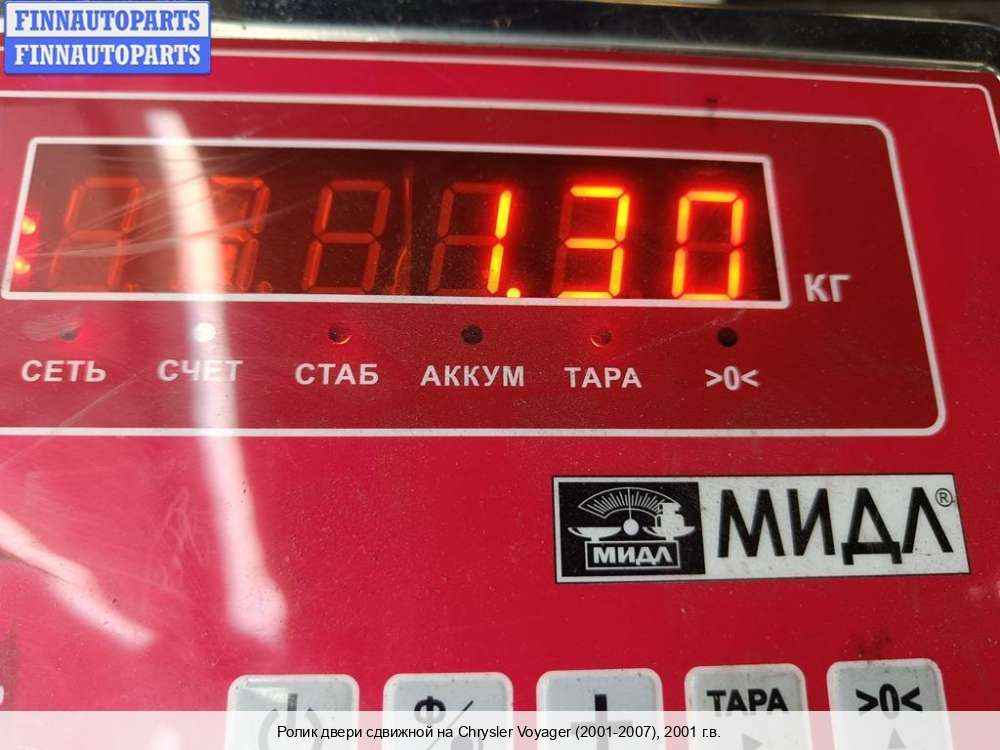 FINNAUTOPARTS
FINNAUTOPARTS
1.30
КГ
СЕТЬ СЧЕТ СТАБ АККУМ ТАРА >0<
МИДЛ МИДЛ®
Ф/ + ТАРА >0<
Ролик двери сдвижной на Chrysler Voyager (2001-2007), 2001 г.в.